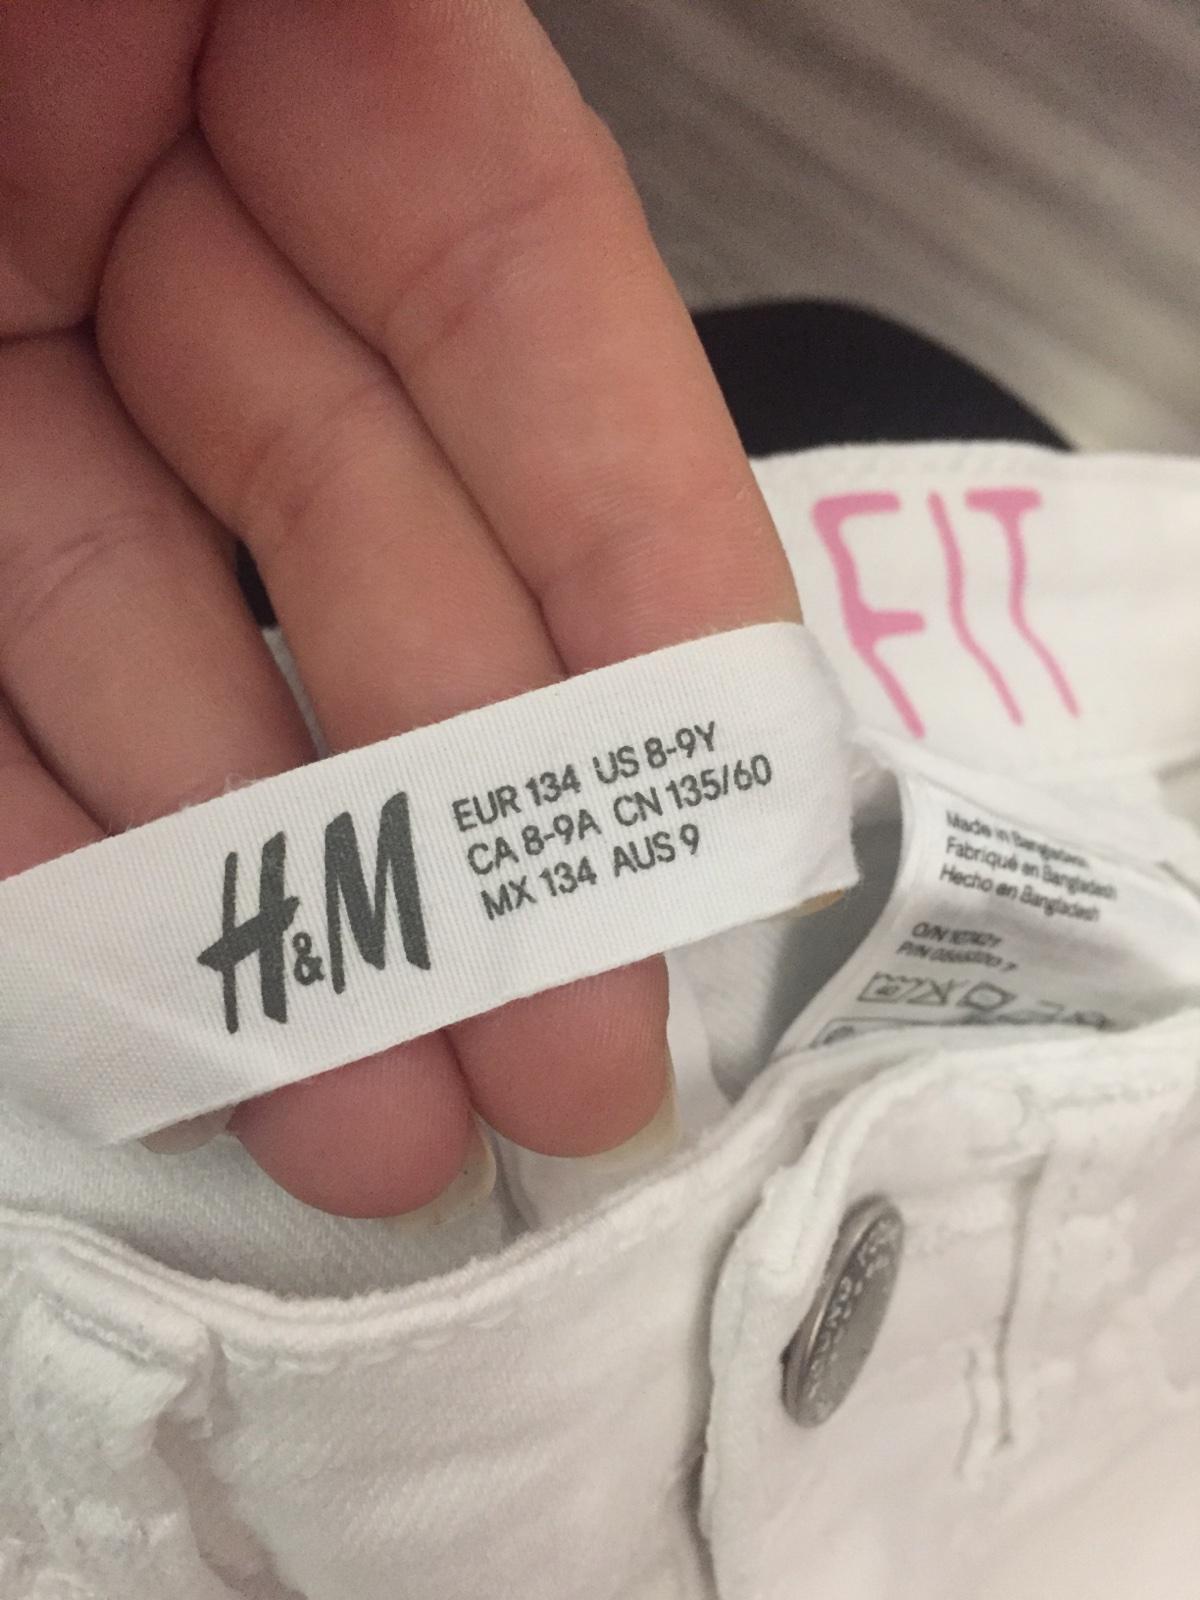 FIT
H&M
EUR 134 US 8-9Y
CA 8-9A CN 135/60
MX 134 AUS 9
Made in Bangladesh
Fabriqué en Bangladesh
Hecho en Bangladesh
O/N
P/N